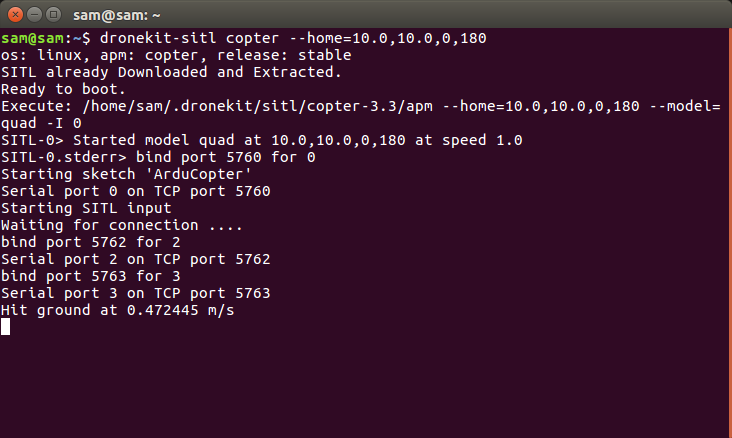 sam@sam: ~
sam@sam:~$ dronekit-sitl copter --home=10.0,10.0,0,180
os: linux, apm: copter, release: stable
SITL already Downloaded and Extracted.
Ready to boot.
Execute: /home/sam/.dronekit/sitl/copter-3.3/apm --home=10.0,10.0,0,180 --model=
quad -I 0
SITL-0> Started model quad at 10.0,10.0,0,180 at speed 1.0
SITL-0.stderr> bind port 5760 for 0
Starting sketch 'ArduCopter'
Serial port 0 on TCP port 5760
Starting SITL input
Waiting for connection ....
bind port 5762 for 2
Serial port 2 on TCP port 5762
bind port 5763 for 3
Serial port 3 on TCP port 5763
Hit ground at 0.472445 m/s